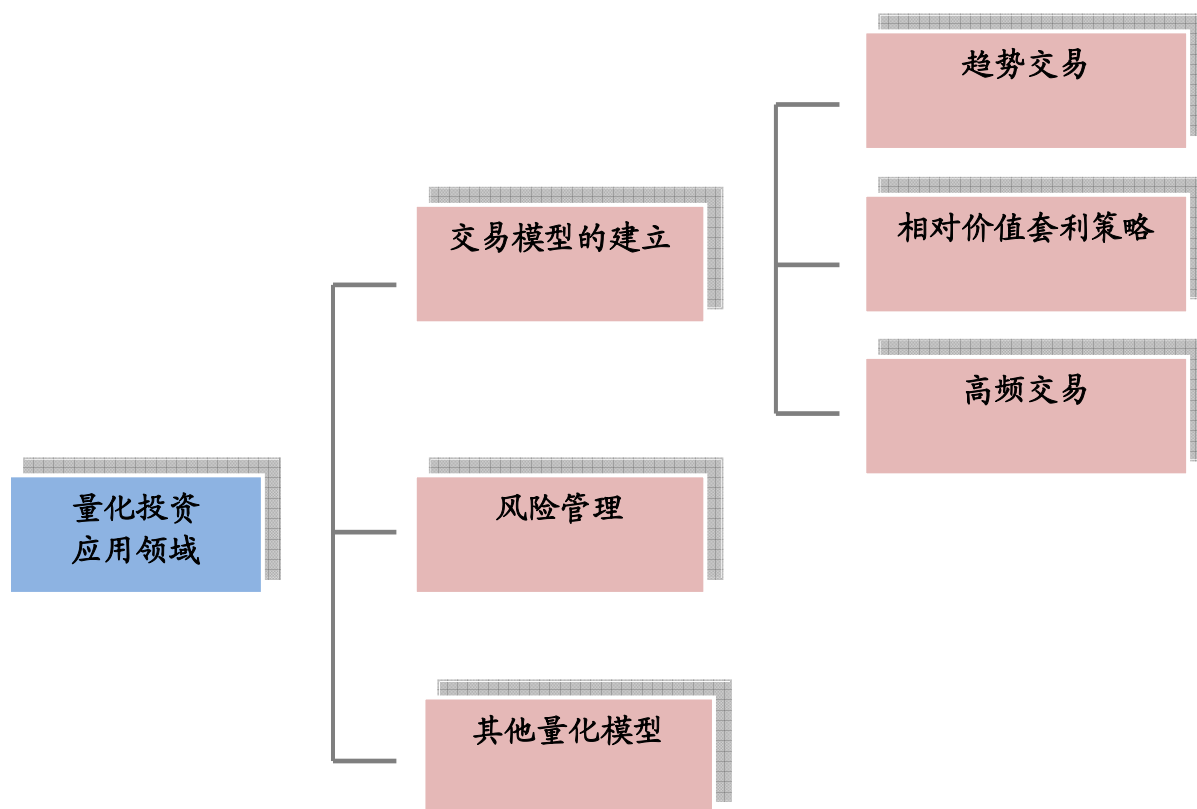 量化投资
应用领域
交易模型的建立
风险管理
其他量化模型
趋势交易
相对价值套利策略
高频交易